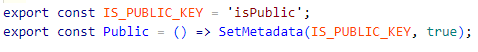 export const IS_PUBLIC_KEY = 'isPublic';
export const Public = () => SetMetadata(IS_PUBLIC_KEY, true);